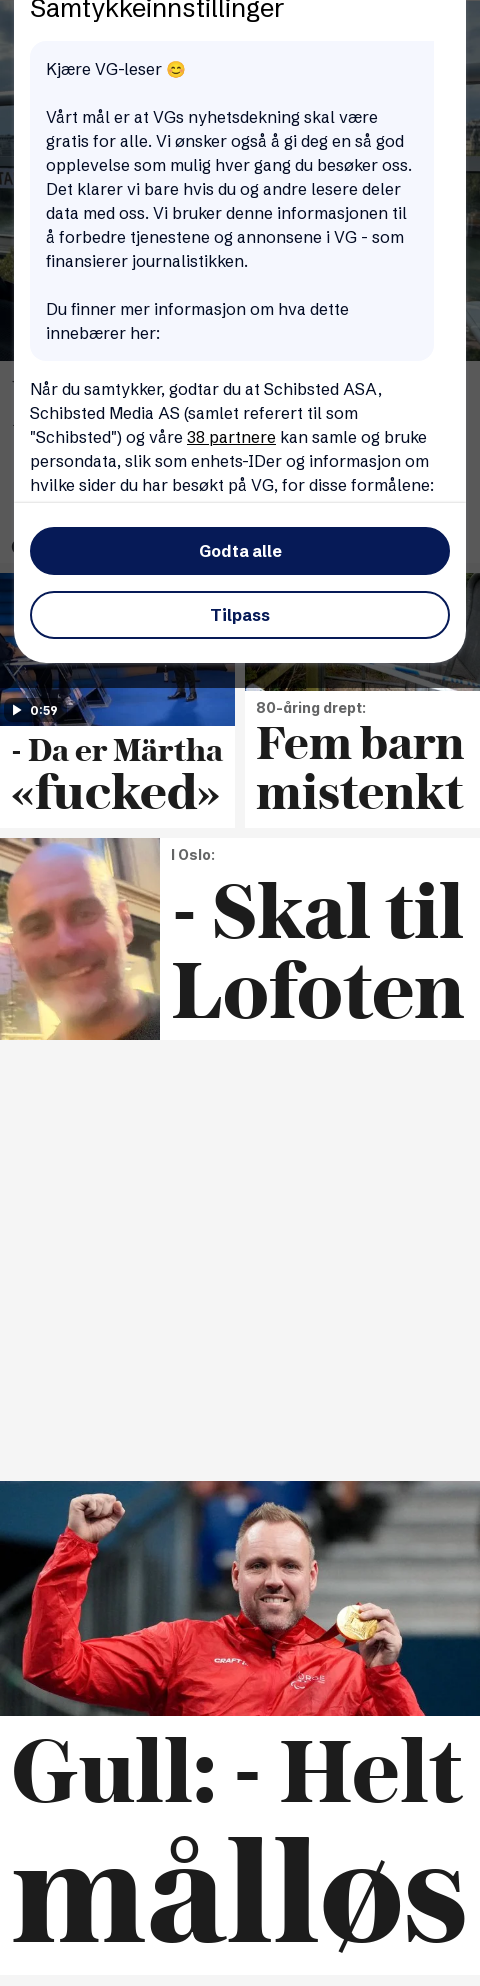 Samtykkeinnstillinger
Kjære VG-leser 😊
Vårt mål er at VGs nyhetsdekning skal være
gratis for alle. Vi ønsker også å gi deg en så god
opplevelse som mulig hver gang du besøker oss.
Det klarer vi bare hvis du og andre lesere deler
data med oss. Vi bruker denne informasjonen til
å forbedre tjenestene og annonsene i VG - som
finansierer journalistikken.
Du finner mer informasjon om hva dette
innebærer her:
Når du samtykker, godtar du at Schibsted ASA,
Schibsted Media AS (samlet referert til som
"Schibsted") og våre 38 partnere kan samle og bruke
persondata, slik som enhets-IDer og informasjon om
hvilke sider du har besøkt på VG, for disse formålene:
Godta alle
Tilpass
0:59
- Da er Märtha
«fucked»
80-åring drept:
Fem barn
mistenkt
I Oslo:
- Skal til
Lofoten
CRAFT
Gull: - Helt
målløs